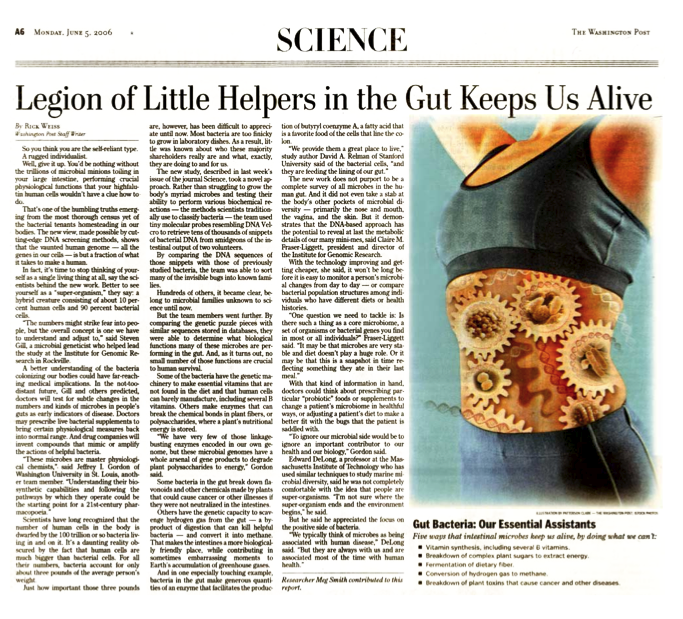 A6 MONDAY, JUNE 5, 2006
THE WASHINGTON POST
SCIENCE
Legion of Little Helpers in the Gut Keeps Us Alive
By RICK WEISS
Washington Post Staff Writer
So you think you are the self-reliant type.
A rugged individualist.
Well, give it up. You'd be nothing without
the trillions of microbial minions toiling in
your large intestine, performing crucial
physiological functions that your highfalu-
tin human cells wouldn't have a clue how to
do.
That's one of the humbling truths emerg-
ing from the most thorough census yet of
the bacterial tenants homesteading in our
bodies. The new view, made possible by cut-
ting-edge DNA screening methods, shows
that the vaunted human genome — all the
genes in our cells — is but a fraction of what
it takes to make a human.
In fact, it's time to stop thinking of your-
self as a single living thing at all, say the sci-
entists behind the new work. Better to see
yourself as a "super-organism," they say: a
hybrid creature consisting of about 10 per-
cent human cells and 90 percent bacterial
cells.
"The numbers might strike fear into peo-
ple, but the overall concept is one we have
to understand and adjust to," said Steven
Gill, a microbial geneticist who helped lead
the study at the Institute for Genomic Re-
search in Rockville.
A better understanding of the bacteria
colonizing our bodies could have far-reach-
ing medical implications. In the not-too-
distant future, Gill and others predicted,
doctors will test for subtle changes in the
numbers and kinds of microbes in people's
guts as early indicators of disease. Doctors
may prescribe live bacterial supplements to
bring certain physiological measures back
into normal range. And drug companies will
invent compounds that mimic or amplify
the actions of helpful bacteria.
"These microbes are master physiologi-
cal chemists," said Jeffrey I. Gordon of
Washington University in St. Louis, anoth-
er team member. "Understanding their bio-
synthetic capabilities and following the
pathways by which they operate could be
the starting point for a 21st-century phar-
macopoeia."
Scientists have long recognized that the
number of human cells in the body is
dwarfed by the 100 trillion or so bacteria liv-
ing in and on it. It's a daunting reality ob-
scured by the fact that human cells are
much bigger than bacterial cells. For all
their numbers, bacteria account for only
about three pounds of the average person's
weight.
Just how important those three pounds
are, however, has been difficult to appreci-
ate until now. Most bacteria are too finicky
to grow in laboratory dishes. As a result, lit-
tle was known about who these majority
shareholders really are and what, exactly,
they are doing to and for us.
The new study, described in last week's
issue of the journal Science, took a novel ap-
proach. Rather than struggling to grow the
body's myriad microbes and testing their
ability to perform various biochemical re-
actions — the methods scientists tradition-
ally use to classify bacteria — the team used
tiny molecular probes resembling DNA Vel-
cro to retrieve tens of thousands of snippets
of bacterial DNA from smidgeons of the in-
testinal output of two volunteers.
By comparing the DNA sequences of
those snippets with those of previously
studied bacteria, the team was able to sort
many of the invisible bugs into known fami-
lies.
Hundreds of others, it became clear, be-
long to microbial families unknown to sci-
ence until now.
But the team members went further. By
comparing the genetic puzzle pieces with
similar sequences stored in databases, they
were able to determine what biological
functions many of these microbes are per-
forming in the gut. And, as it turns out, no
small number of those functions are crucial
to human survival.
Some of the bacteria have the genetic ma-
chinery to make essential vitamins that are
not found in the diet and that human cells
can barely manufacture, including several B
vitamins. Others make enzymes that can
break the chemical bonds in plant fibers, or
polysaccharides, where a plant's nutritional
energy is stored.
"We have very few of those linkage-
busting enzymes encoded in our own ge-
nome, but these microbial genomes have a
whole arsenal of gene products to degrade
plant polysaccharides to energy," Gordon
said.
Some bacteria in the gut break down fla-
vonoids and other chemicals made by plants
that could cause cancer or other illnesses if
they were not neutralized in the intestines.
Others have the genetic capacity to scav-
enge hydrogen gas from the gut — a by-
product of digestion that can kill helpful
bacteria — and convert it into methane.
That makes the intestines a more biological-
ly friendly place, while contributing in
sometimes embarrassing moments to
Earth's accumulation of greenhouse gases.
And in one especially touching example,
bacteria in the gut make generous quanti-
ties of an enzyme that facilitates the produc-
tion of butyryl coenzyme A, a fatty acid that
is a favorite food of the cells that line the co-
lon.
"We provide them a great place to live,"
study author David A. Relman of Stanford
University said of the bacterial cells, "and
they are feeding the lining of our gut."
The new work does not purport to be a
complete survey of all microbes in the hu-
man gut. And it did not even take a stab at
the body's other pockets of microbial di-
versity — primarily the nose and mouth,
the vagina, and the skin. But it demon-
strates that the DNA-based approach has
the potential to reveal at last the metabolic
details of our many mini-mes, said Claire M.
Fraser-Liggett, president and director of
the Institute for Genomic Research.
With the technology improving and get-
ting cheaper, she said, it won't be long be-
fore it is easy to monitor a person's microbi-
al changes from day to day — or compare
bacterial population structures among indi-
viduals who have different diets or health
histories.
"One question we need to tackle is: Is
there such a thing as a core microbiome, a
set of organisms or bacterial genes you find
in most or all individuals?" Fraser-Liggett
said. "It may be that microbes are very sta-
ble and diet doesn't play a huge role. Or it
may be that this is a snapshot in time re-
flecting something they ate in their last
meal."
With that kind of information in hand,
doctors could think about prescribing par-
ticular "probiotic" foods or supplements to
change a patient's microbiome in healthful
ways, or adjusting a patient's diet to make a
better fit with the bugs that the patient is
saddled with.
"To ignore our microbial side would be to
ignore an important contributor to our
health and our biology," Gordon said.
Edward DeLong, a professor at the Mas-
sachusetts Institute of Technology who has
used similar techniques to study marine mi-
crobial diversity, said he was not completely
comfortable with the idea that people are
super-organisms. "I'm not sure where the
superorganism ends and the environment
begins," he said.
But he said he appreciated the focus on
the positive side of bacteria.
"We typically think of microbes as being
associated with human disease," DeLong
said. "But they are always with us and are
associated most of the time with human
health."
Researcher Meg Smith contributed to this
report.
Gut Bacteria: Our Essential Assistants
Five ways that intestinal microbes keep us alive, by doing what we can't:
■ Vitamin synthesis, including several B vitamins.
■ Breakdown of complex plant sugars to extract energy.
■ Fermentation of dietary fiber.
■ Conversion of hydrogen gas to methane.
■ Breakdown of plant toxins that cause cancer and other diseases.